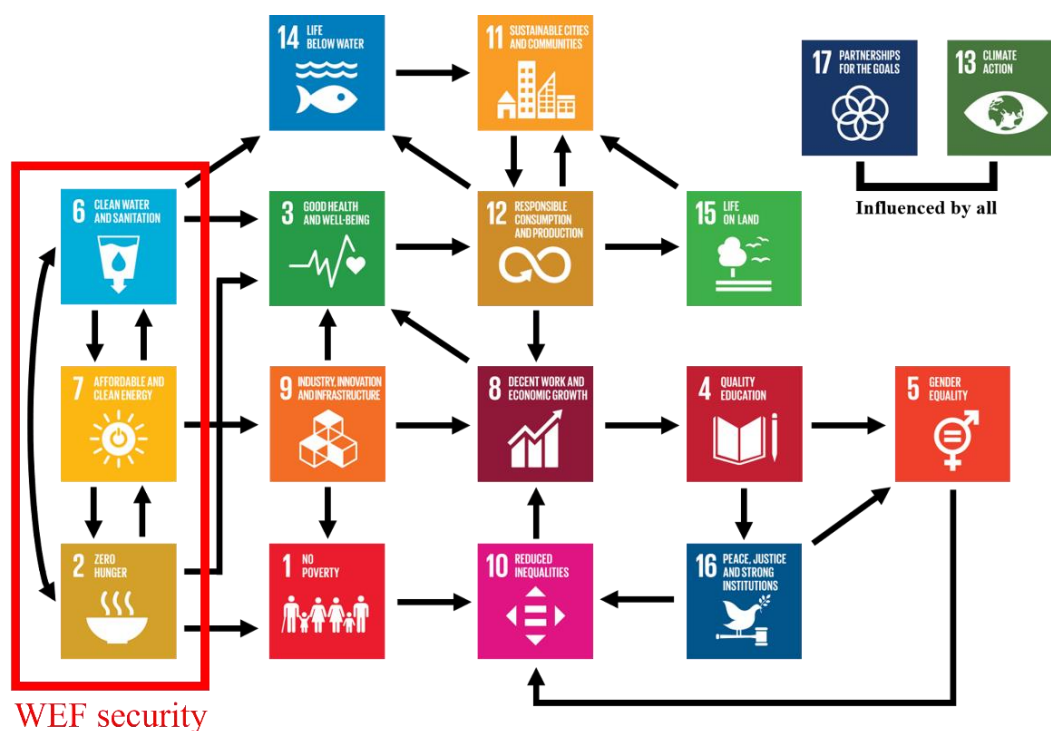 14 LIFE
BELOW WATER
11 SUSTAINABLE CITIES
AND COMMUNITIES
17 PARTNERSHIPS
FOR THE GOALS
13 CLIMATE
ACTION
Influenced by all
6 CLEAN WATER
AND SANITATION
3 GOOD HEALTH
AND WELL-BEING
12 RESPONSIBLE
CONSUMPTION
AND PRODUCTION
15 LIFE
ON LAND
7 AFFORDABLE AND
CLEAN ENERGY
9 INDUSTRY, INNOVATION
AND INFRASTRUCTURE
8 DECENT WORK AND
ECONOMIC GROWTH
4 QUALITY
EDUCATION
5 GENDER
EQUALITY
2 ZERO
HUNGER
1 NO
POVERTY
10 REDUCED
INEQUALITIES
16 PEACE, JUSTICE
AND STRONG
INSTITUTIONS
WEF security